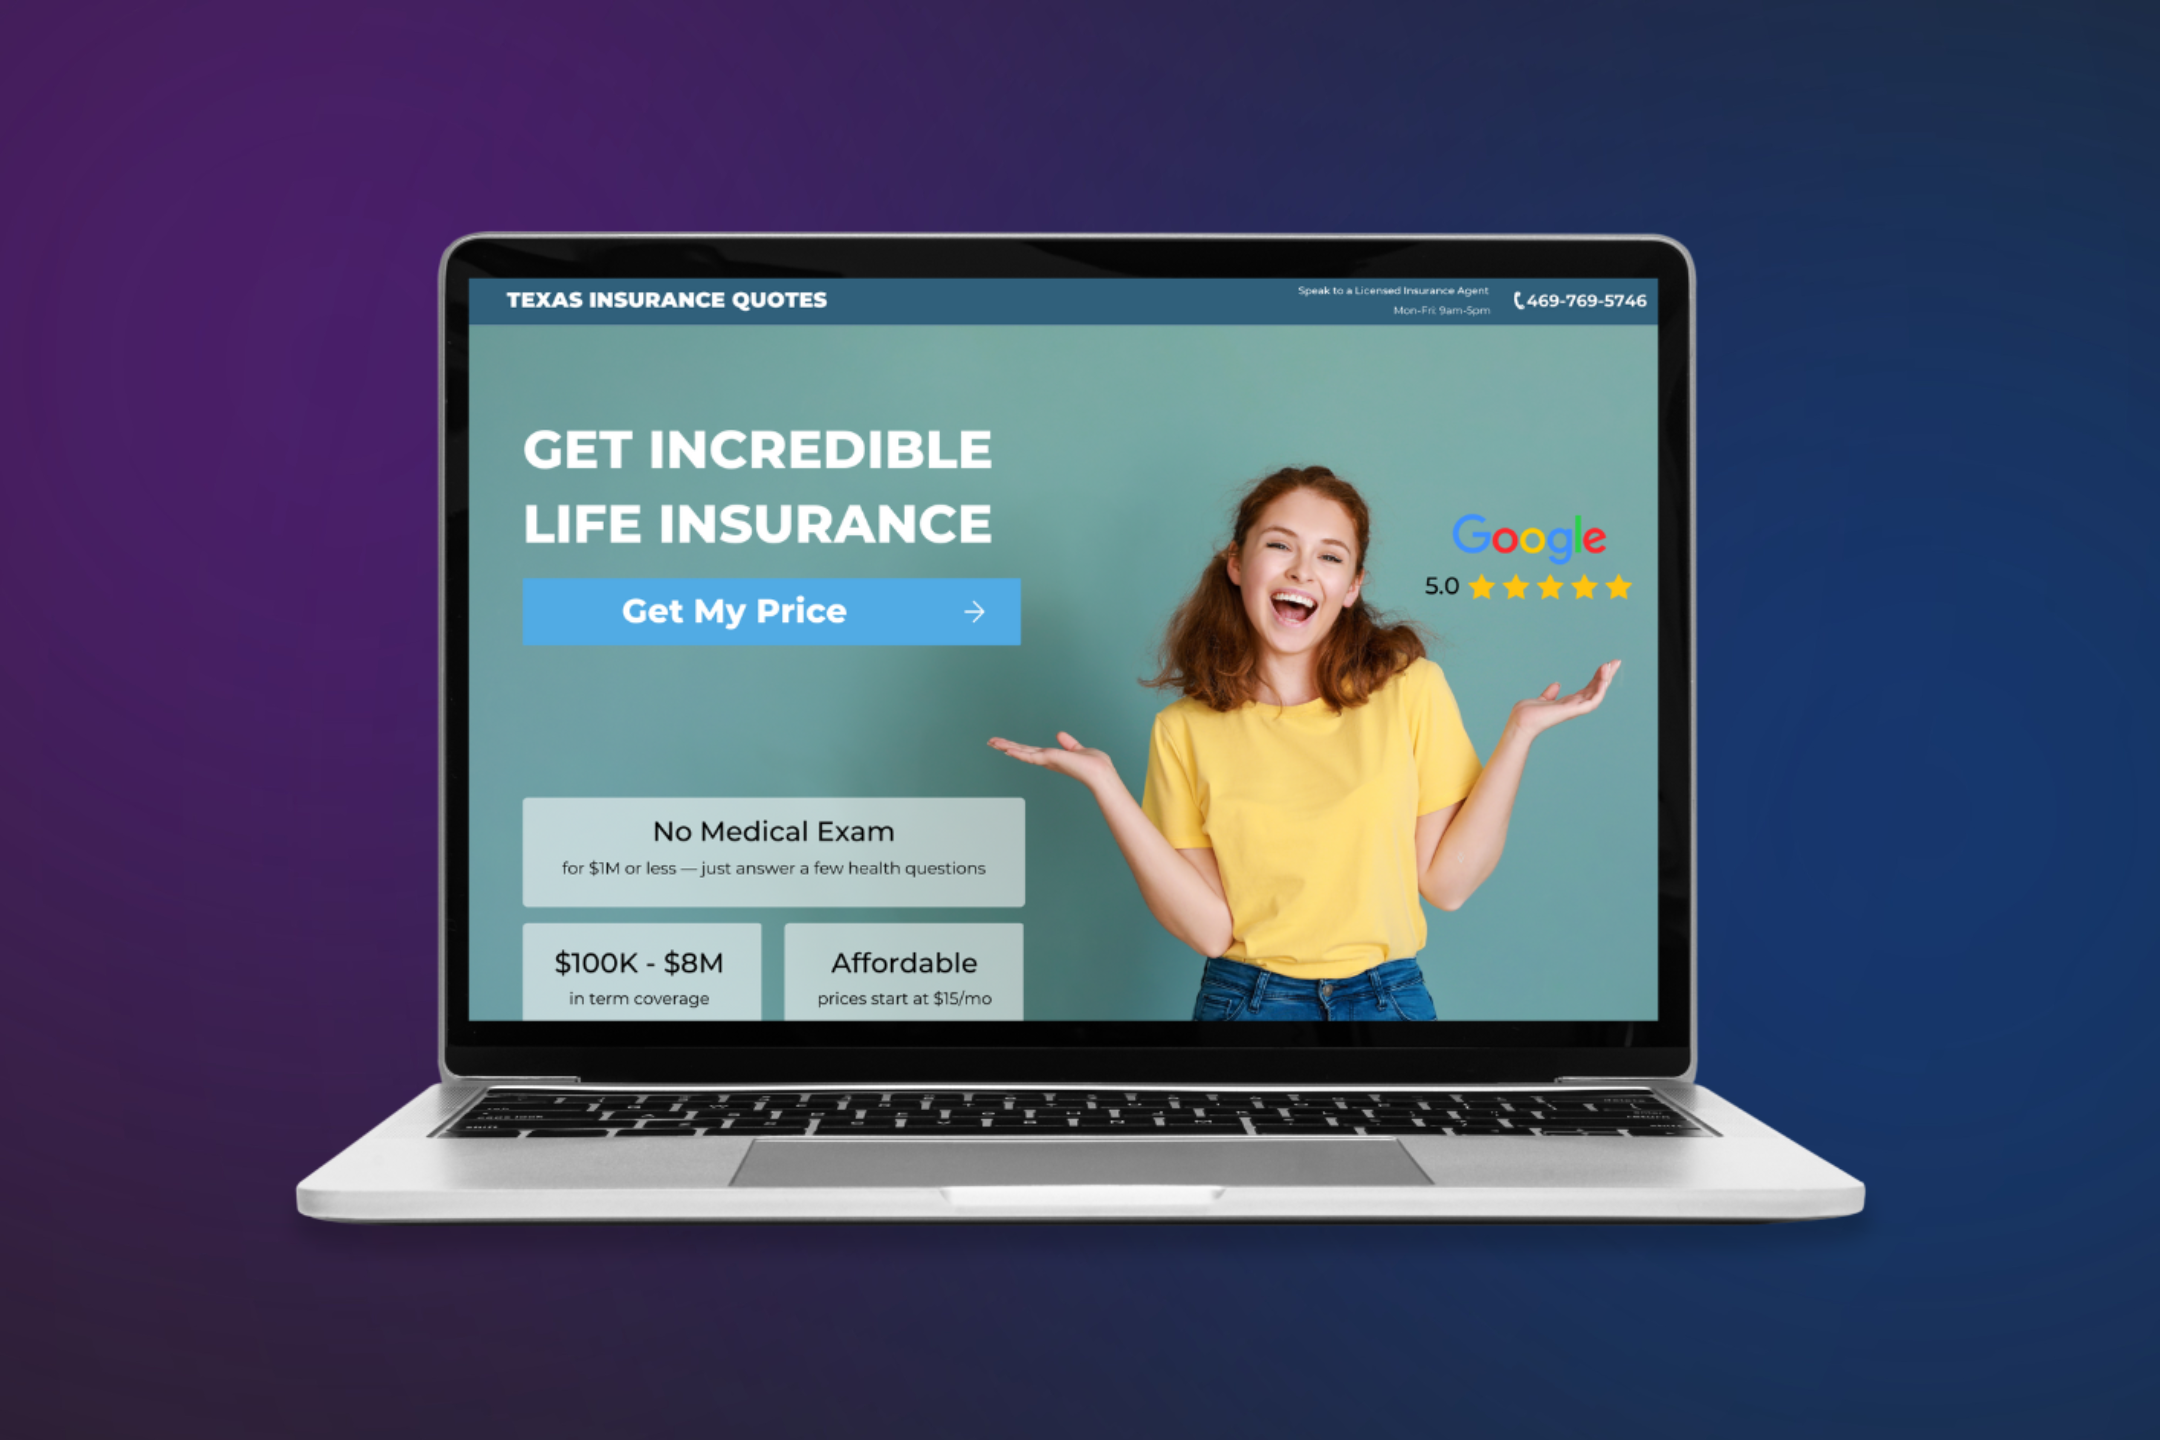 TEXAS INSURANCE QUOTES
Speak to a Licensed Insurance Agent
Mon-Fri: 9am-5pm
469-769-5746
GET INCREDIBLE
LIFE INSURANCE
Get My Price
Google
5.0
No Medical Exam
for $1M or less — just answer a few health questions
$100K - $8M
in term coverage
Affordable
prices start at $15/mo